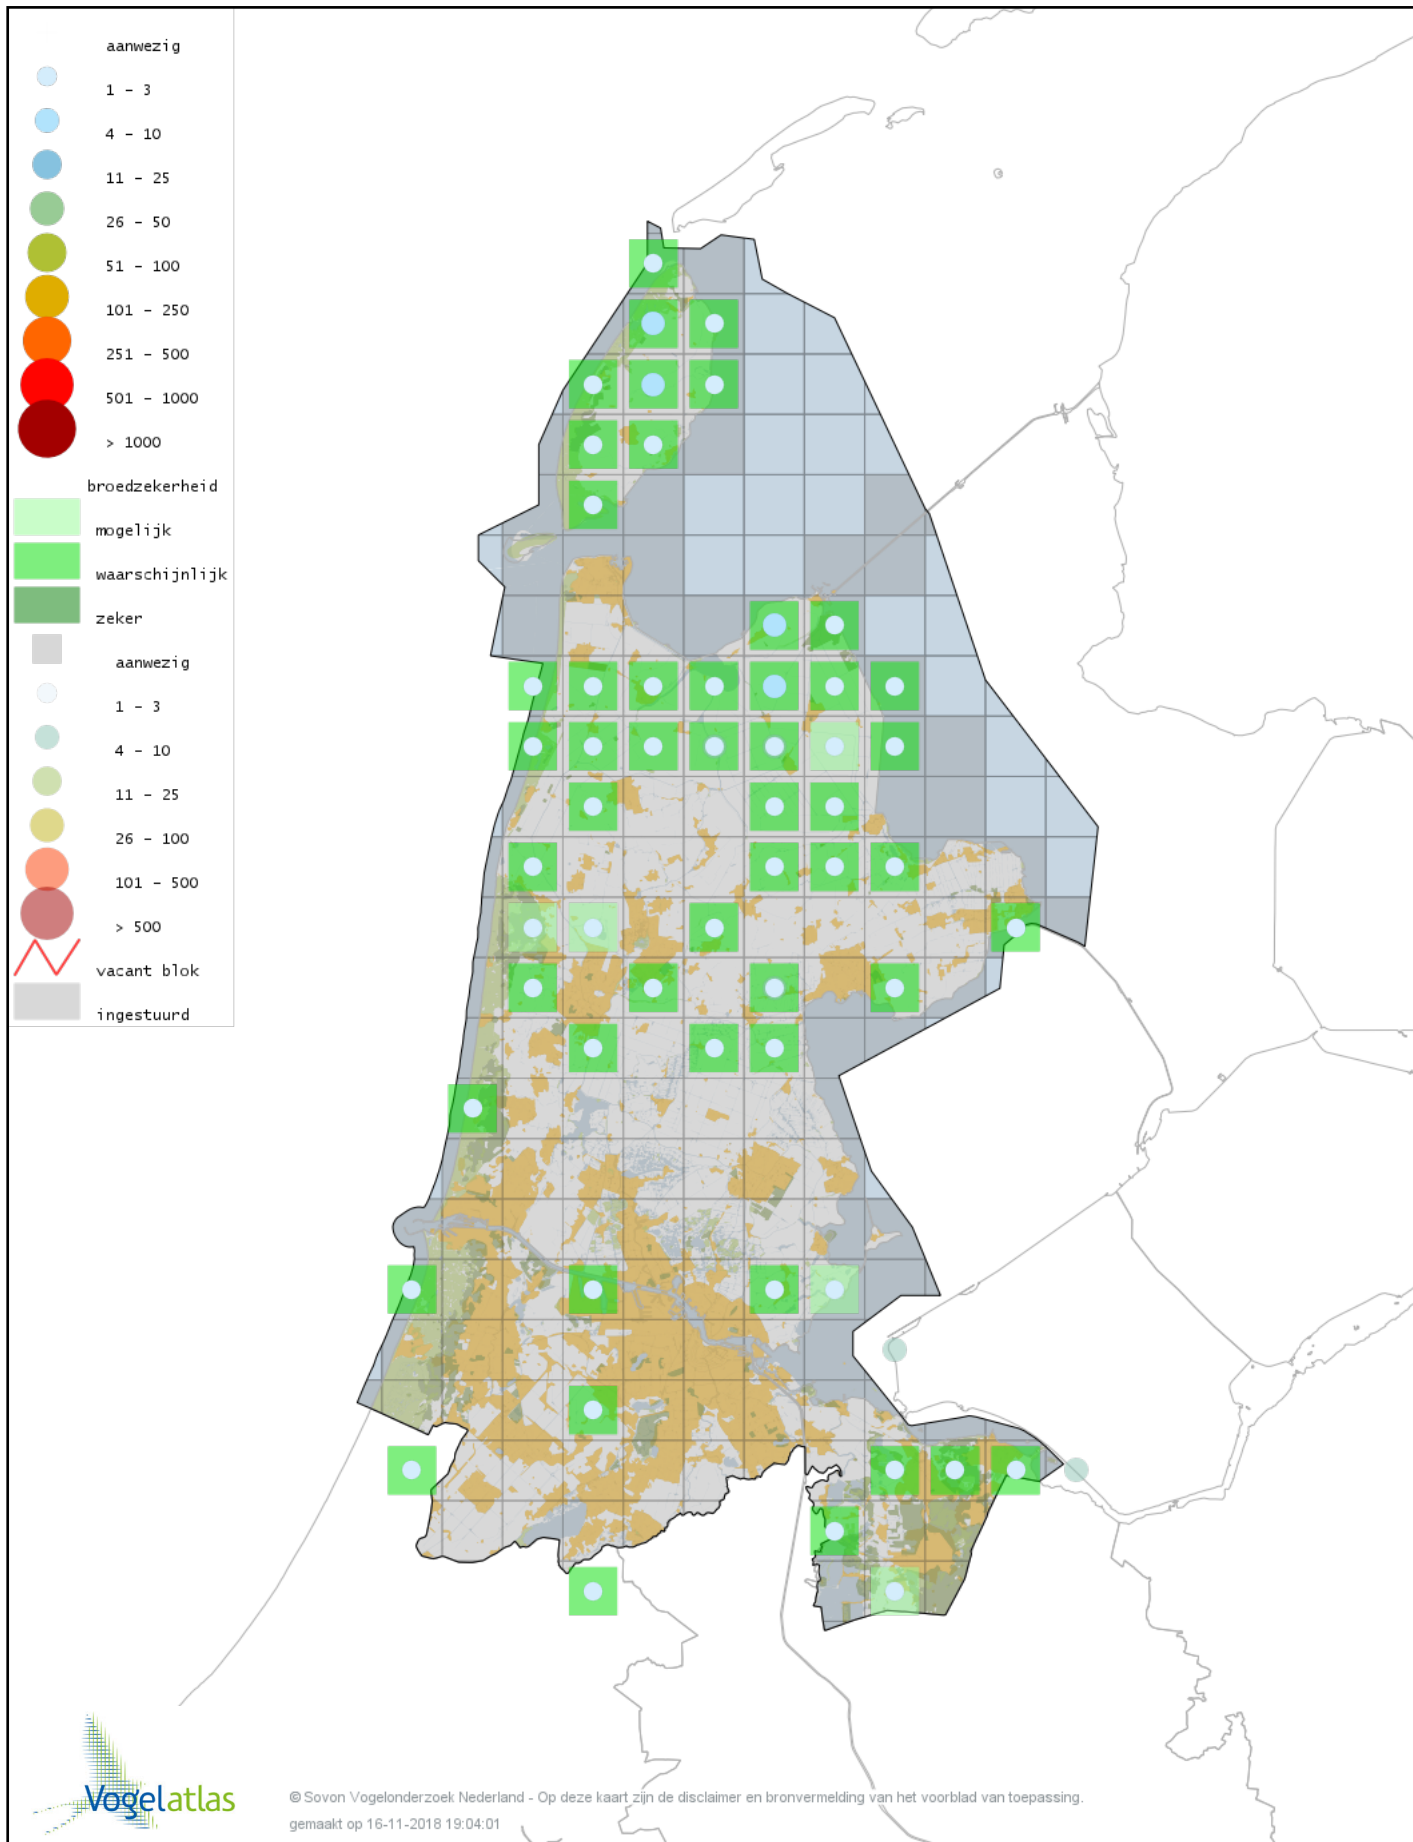 aanwezig
1 - 3
4 - 10
11 - 25
26 - 50
51 - 100
101 - 250
251 - 500
501 - 1000
> 1000
broedzekerheid
mogelijk
waarschijnlijk
zeker
aanwezig
1 - 3
4 - 10
11 - 25
26 - 100
101 - 500
> 500
vacant blok
ingestuurd
Vogelatlas
© Sovon Vogelonderzoek Nederland - Op deze kaart zijn de disclaimer en bronvermelding van het voorblad van toepassing.
gemaakt op 16-11-2018 19:04:01